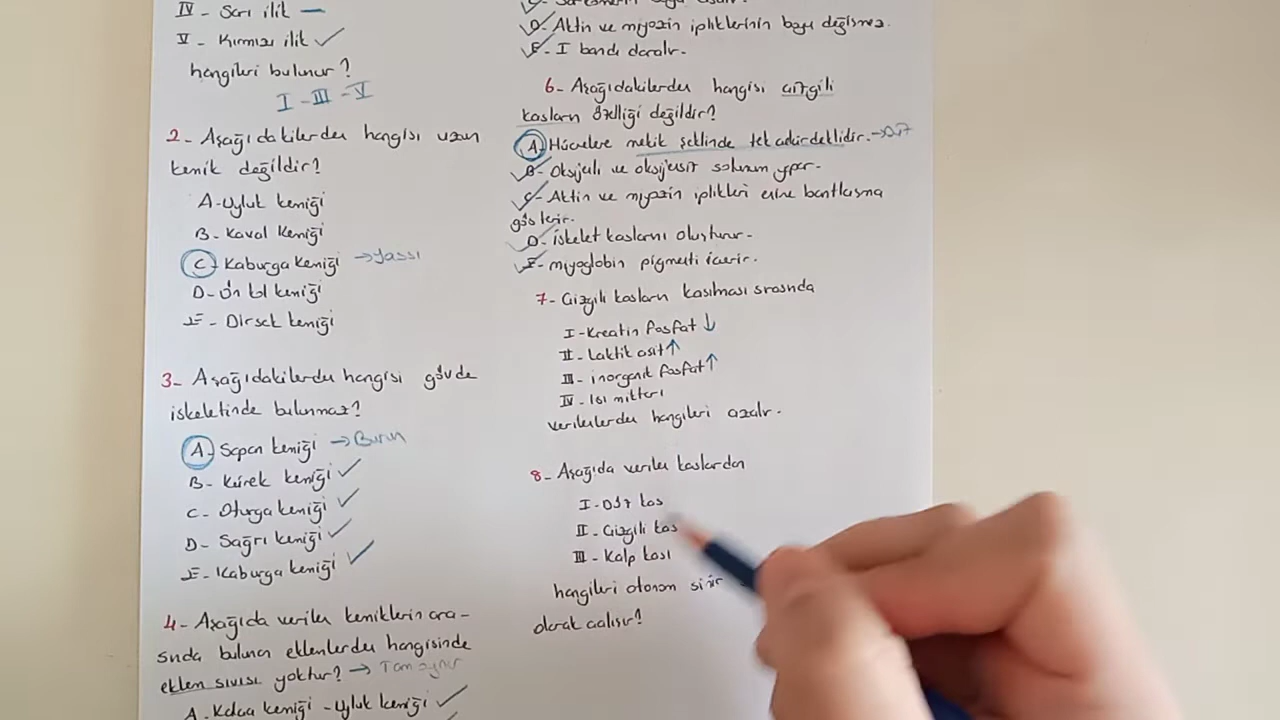 IV - Sarı ilik —
V - Kırmızı ilik ✓
hangileri bulunur?
I - III - V
2- Aşağıdakilerden hangisi uzun
kemik değildir?
A- Uyluk kemiği
B- Kaval kemiği
C- Kaburga kemiği → Yassı
D- Ön kol kemiği
E- Dirsek kemiği
3- Aşağıdakilerden hangisi gövde
iskeletinde bulunmaz?
A- Sapan kemiği → Burun
B- Kürek kemiği ✓
C- Oturga kemiği ✓
D- Sağrı kemiği ✓
E- Kaburga kemiği ✓
4- Aşağıda verilen kemiklerin ara-
sında bulunan eklemlerden hangisinde
eklem sıvısı yoktur? →
A- Kalça kemiği - Uyluk kemiği ✓
D- Aktin ve miyozin ipliklerinin boyu değişmez.
E- I bandı daralır.
6- Aşağıdakilerden hangisi çizgili
kasların özelliği değildir?
A- Hücreleri mekik şeklinde tek çekirdeklidir. → Düz
B- Oksijenli ve oksijensiz solunum yapar.
C- Aktin ve miyozin iplikleri enine bantlaşma
gösterir.
D- iskelet kaslarını oluşturur.
E- miyoglobin pigmenti içerir.
7- Çizgili kasların kasılması sırasında
I- Kreatin fosfat ↓
II- Laktik asit ↑
III- inorganik fosfat ↑
IV- Isı miktarı
verilenlerden hangileri azalır.
8- Aşağıda verilen kaslardan
I- Düz kas
II- Çizgili kas
III- Kalp kası
hangileri otonom sinir
olarak çalışır?